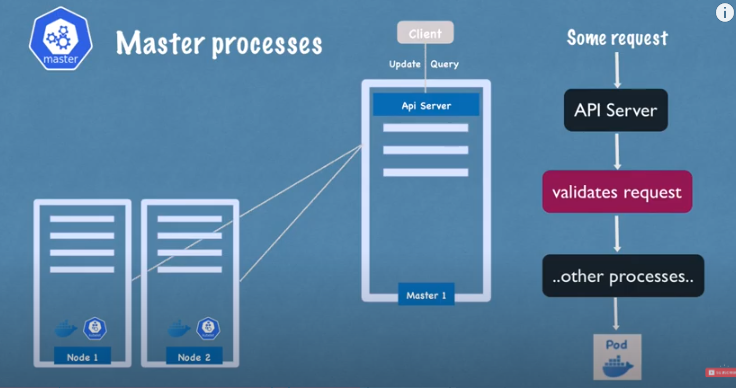 master
Master processes
Client
Update Query
Api Server
Master 1
Node 1
Node 2
Some request
API Server
validates request
..other processes..
Pod